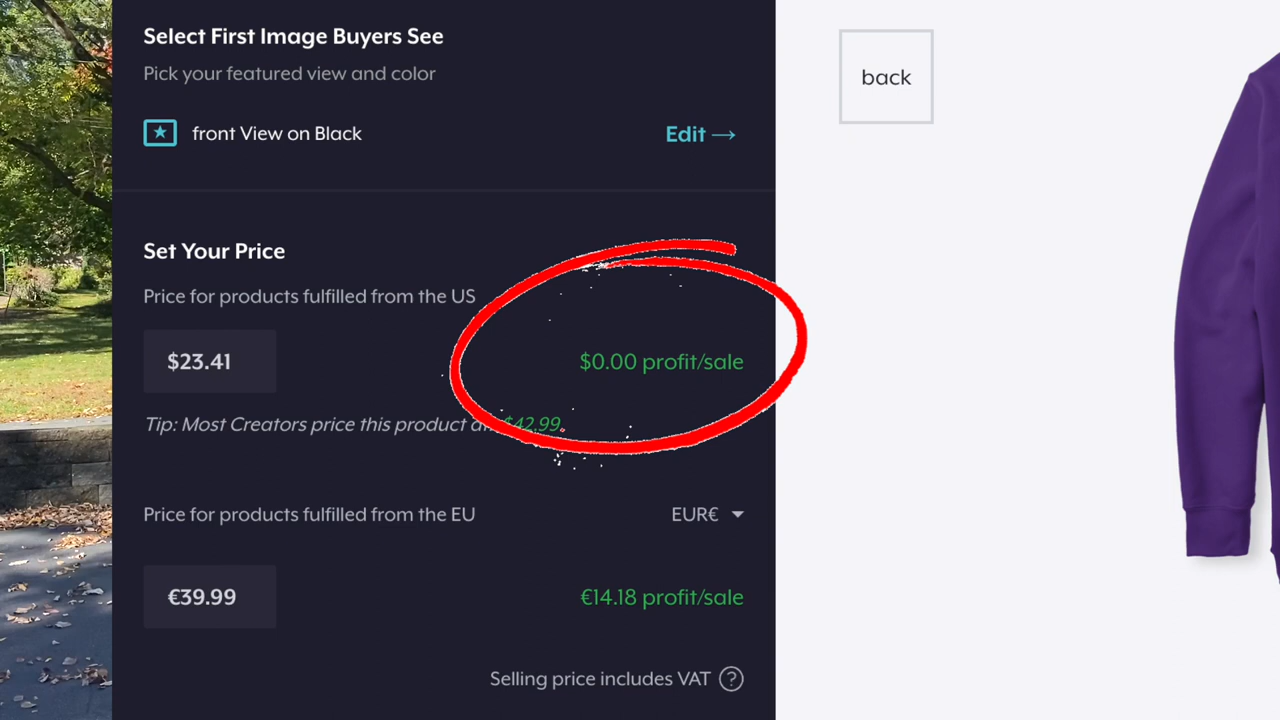 Select First Image Buyers See
Pick your featured view and color
front View on Black
Edit →
back
Set Your Price
Price for products fulfilled from the US
$23.41
$0.00 profit/sale
Tip: Most Creators price this product at $42.99.
Price for products fulfilled from the EU
EUR€
€39.99
€14.18 profit/sale
Selling price includes VAT ?